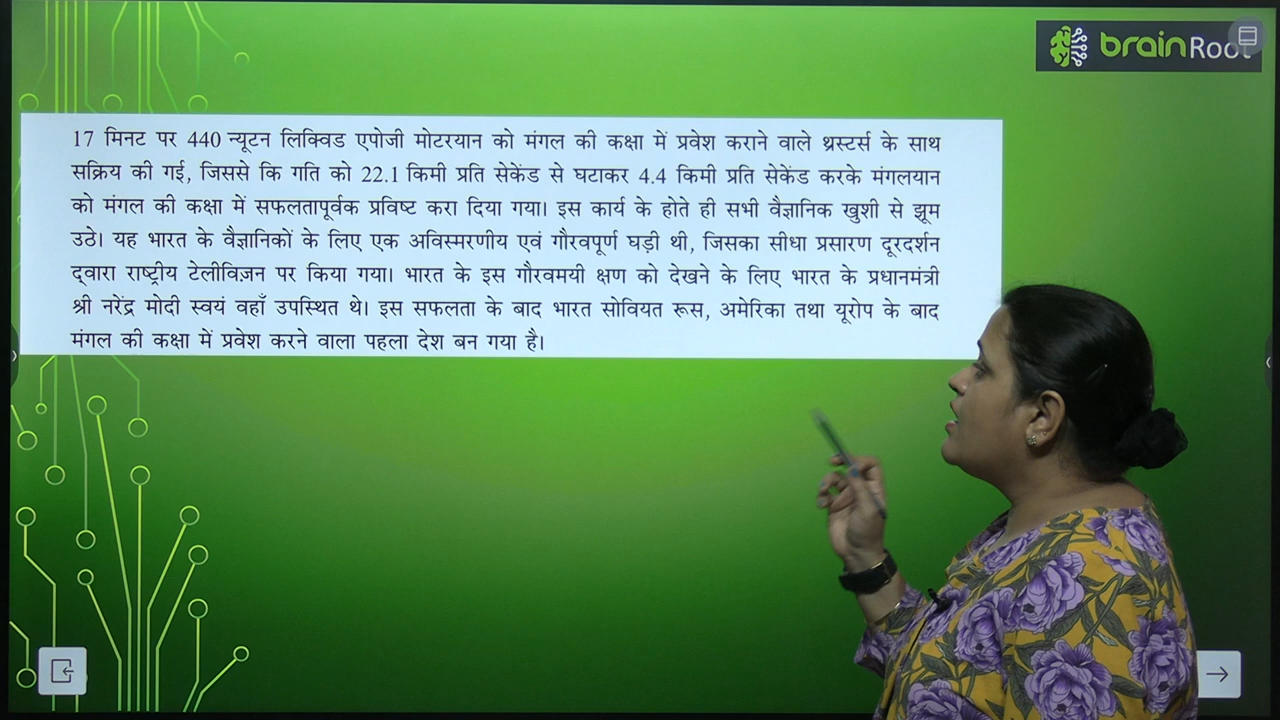 brainRoot
17 मिनट पर 440 न्यूटन लिक्विड एपोजी मोटरयान को मंगल की कक्षा में प्रवेश कराने वाले थ्रस्टर्स के साथ
सक्रिय की गई, जिससे कि गति को 22.1 किमी प्रति सेकेंड से घटाकर 4.4 किमी प्रति सेकेंड करके मंगलयान
को मंगल की कक्षा में सफलतापूर्वक प्रविष्ट करा दिया गया। इस कार्य के होते ही सभी वैज्ञानिक खुशी से झूम
उठे। यह भारत के वैज्ञानिकों के लिए एक अविस्मरणीय एवं गौरवपूर्ण घड़ी थी, जिसका सीधा प्रसारण दूरदर्शन
द्वारा राष्ट्रीय टेलीविज़न पर किया गया। भारत के इस गौरवमयी क्षण को देखने के लिए भारत के प्रधानमंत्री
श्री नरेंद्र मोदी स्वयं वहाँ उपस्थित थे। इस सफलता के बाद भारत सोवियत रूस, अमेरिका तथा यूरोप के बाद
मंगल की कक्षा में प्रवेश करने वाला पहला देश बन गया है।